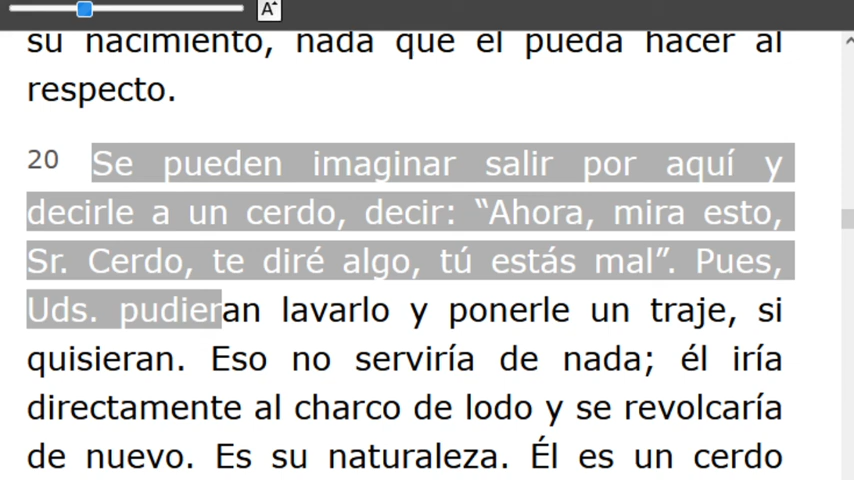 A
su nacimiento, nada que él pueda hacer al
respecto.
20 Se pueden imaginar salir por aquí y
decirle a un cerdo, decir: “Ahora, mira esto,
Sr. Cerdo, te diré algo, tú estás mal”. Pues,
Uds. pudieran lavarlo y ponerle un traje, si
quisieran. Eso no serviría de nada; él iría
directamente al charco de lodo y se revolcaría
de nuevo. Es su naturaleza. Él es un cerdo